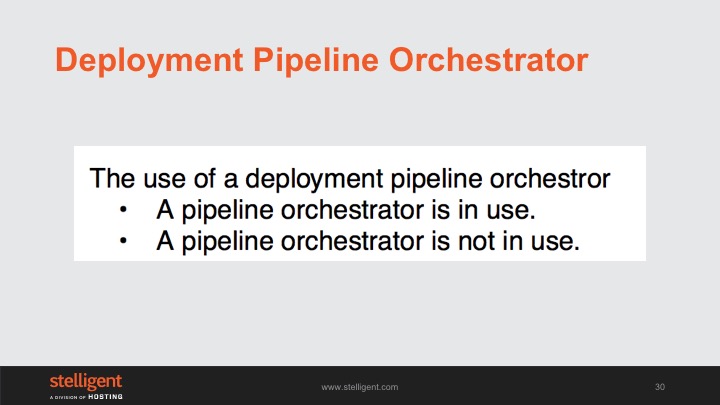 Deployment Pipeline Orchestrator
The use of a deployment pipeline orchestror
• A pipeline orchestrator is in use.
• A pipeline orchestrator is not in use.
stelligent
A DIVISION OF HOSTING
www.stelligent.com
30